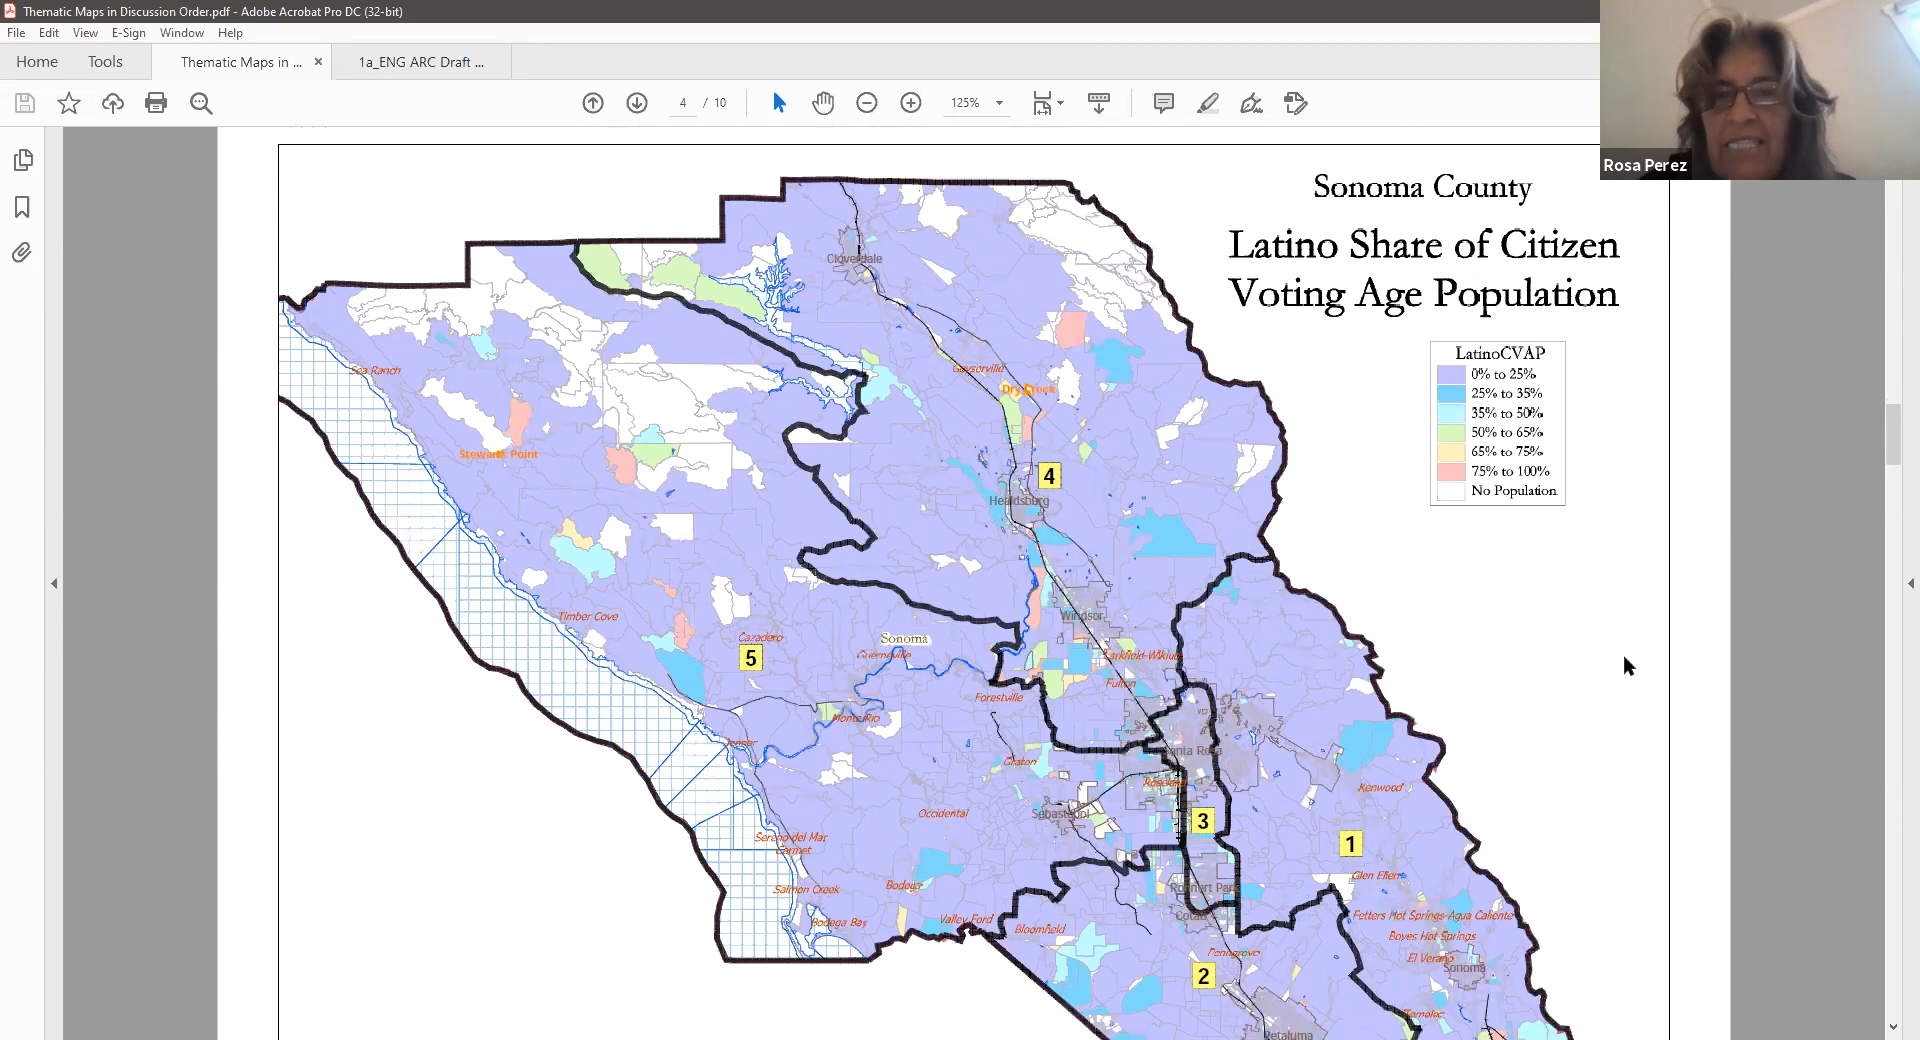 Thematic Maps in Discussion Order.pdf - Adobe Acrobat Pro DC (32-bit)
File Edit View E-Sign Window Help
Home Tools Thematic Maps in ... × 1a_ENG ARC Draft ...
4 / 10 125%
Rosa Perez
Sonoma County
Latino Share of Citizen
Voting Age Population
LatinoCVAP
0% to 25%
25% to 35%
35% to 50%
50% to 65%
65% to 75%
75% to 100%
No Population
Cloverdale
Sea Ranch
Geyserville
Dry Creek
Stewarts Point
4
Healdsburg
Timber Cove
Windsor
Cazadero
Sonoma
5
Guerneville
Larkfield-Wikiup
Fulton
Forestville
Monte Rio
Jenner
Santa Rosa
Graton
Roseland
Kenwood
Occidental
Sebastopol
3
1
Sereno del Mar
Carmet
Glen Ellen
Salmon Creek
Bodega
Rohnert Park
Bodega Bay
Valley Ford
Bloomfield
Cotati
Fetters Hot Springs-Agua Caliente
Boyes Hot Springs
Penngrove
El Verano
Sonoma
2
Temelec
Petaluma